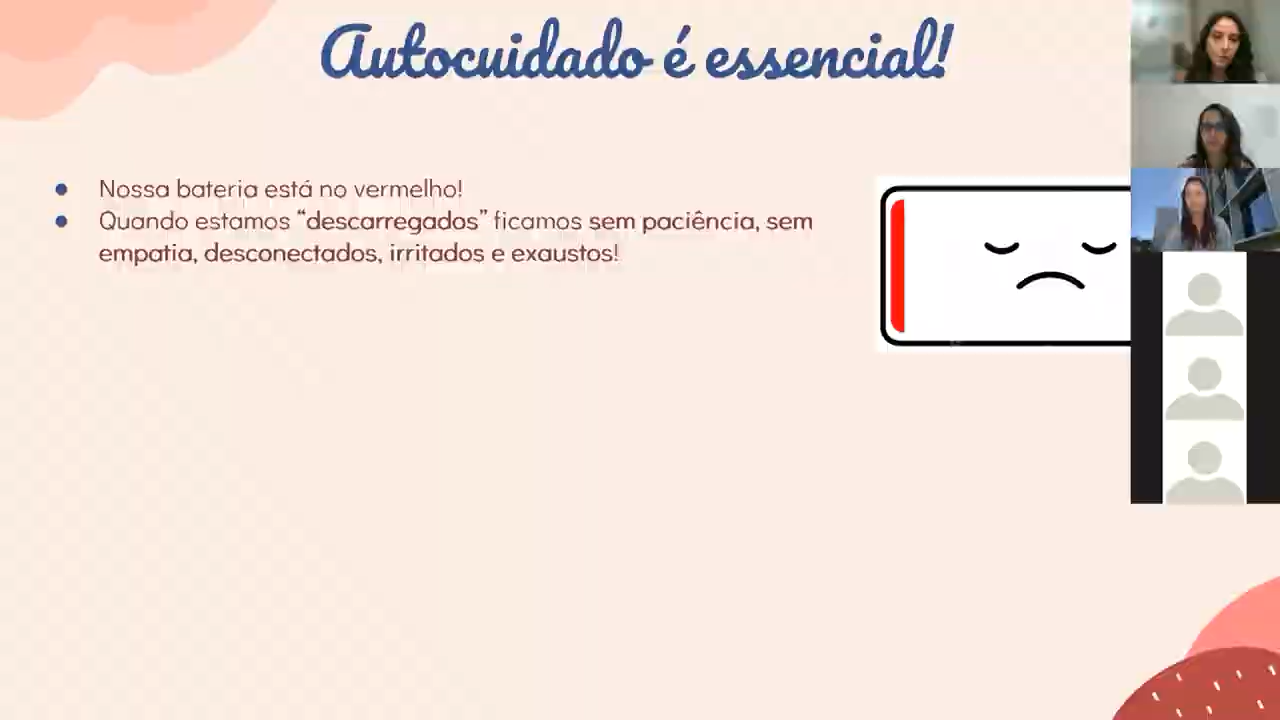 Autocuidado é essencial!
Nossa bateria está no vermelho!
Quando estamos “descarregados” ficamos sem paciência, sem
empatia, desconectados, irritados e exaustos!